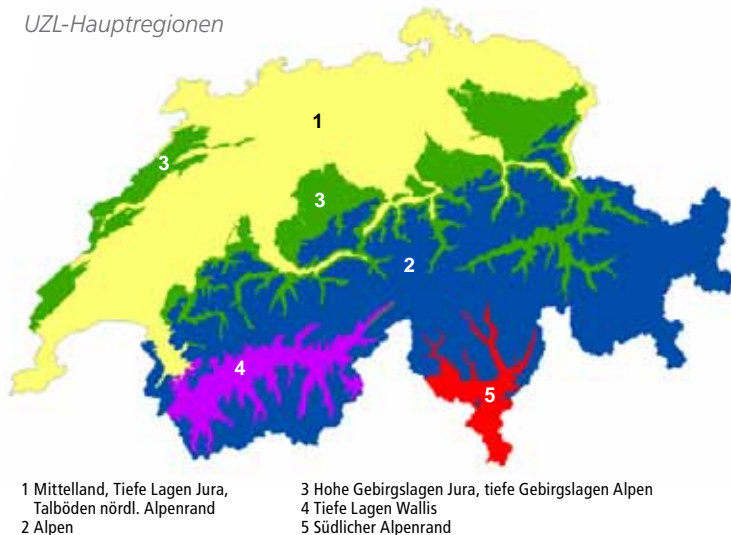 UZL-Hauptregionen
1
3
3
2
4
5
1 Mittelland, Tiefe Lagen Jura,
Talböden nördl. Alpenrand
2 Alpen
3 Hohe Gebirgslagen Jura, tiefe Gebirgslagen Alpen
4 Tiefe Lagen Wallis
5 Südlicher Alpenrand